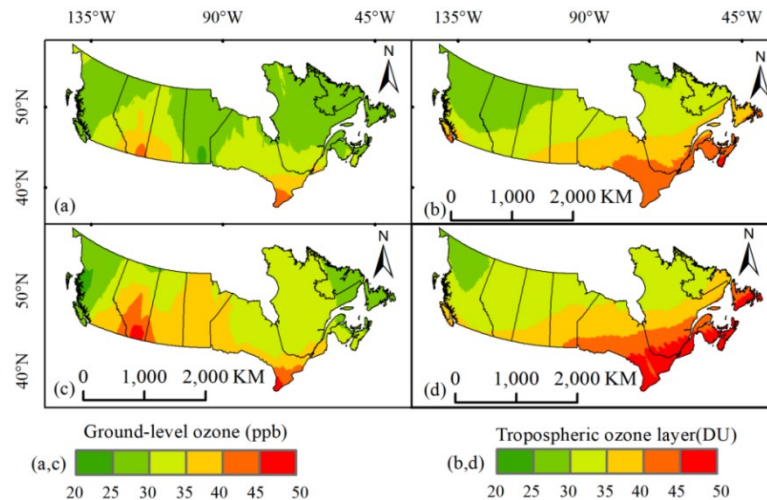 135°W 90°W 45°W 135°W 90°W 45°W
N N
50°N
40°N
(a) (b)
0 1,000 2,000 KM
N N
50°N
40°N
(c) (d)
0 1,000 2,000 KM 0 1,000 2,000 KM
Ground-level ozone (ppb) Tropospheric ozone layer(DU)
(a,c) (b,d)
20 25 30 35 40 45 50 20 25 30 35 40 45 50